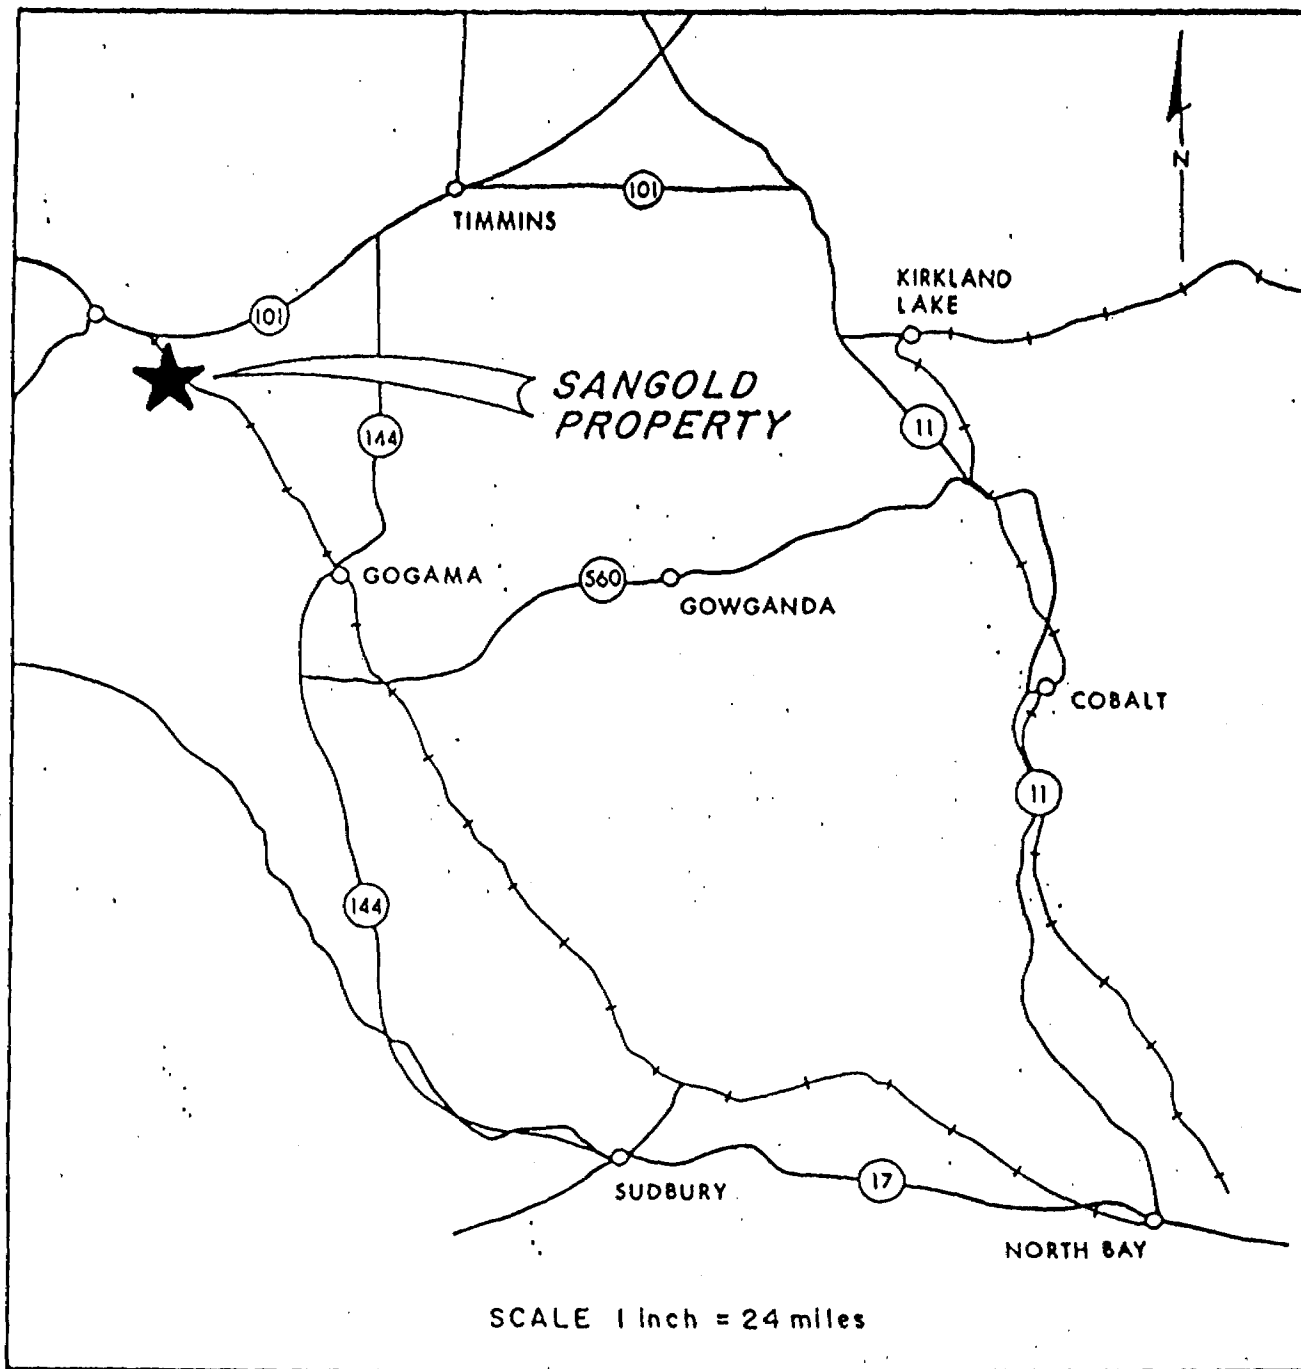 N
101
TIMMINS
KIRKLAND
LAKE
101
SANGOLD
PROPERTY
11
144
GOGAMA
560
GOWGANDA
COBALT
11
144
17
SUDBURY
NORTH BAY
SCALE 1 inch = 24 miles